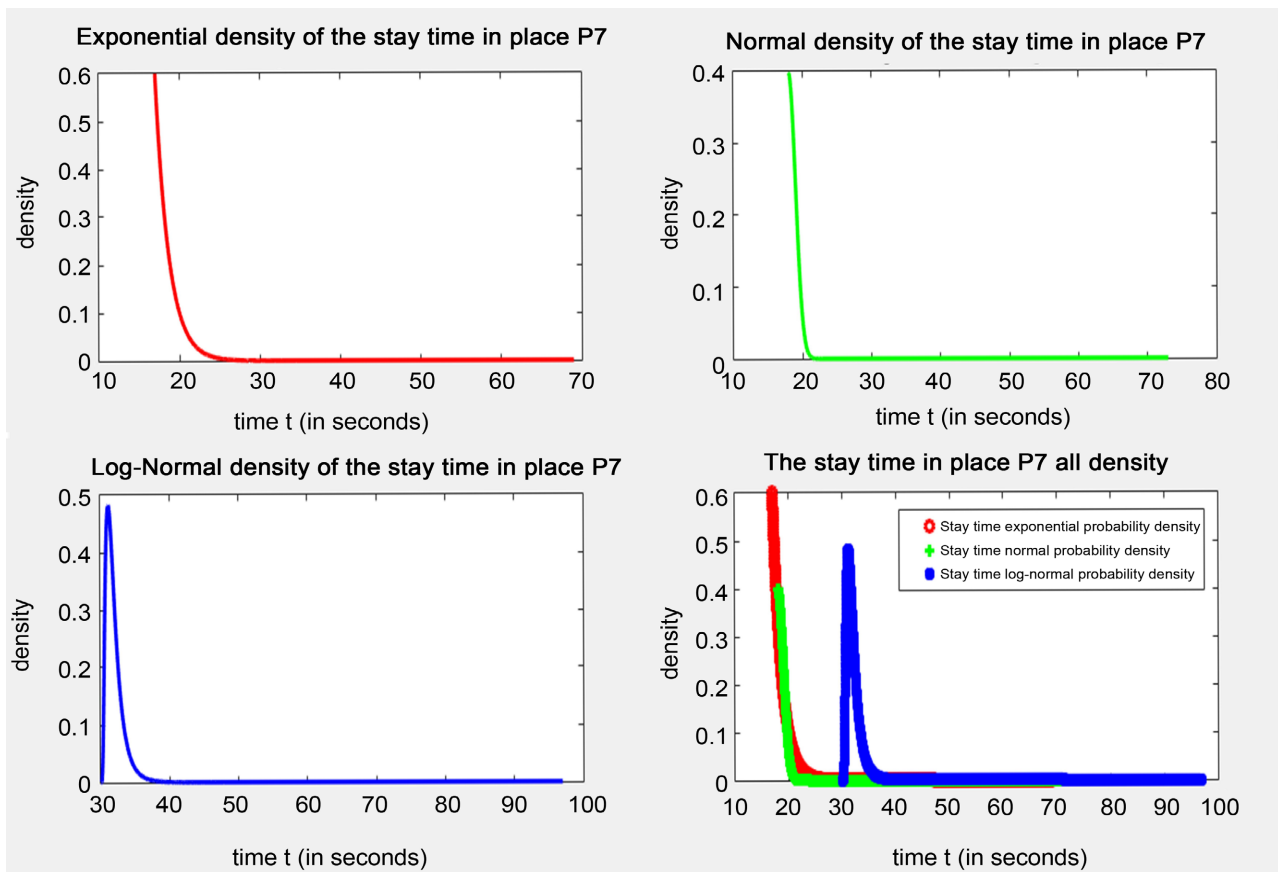 Exponential density of the stay time in place P7
0.6
0.5
0.4
0.3
0.2
0.1
0
density
10 20 30 40 50 60 70
time t (in seconds)
Normal density of the stay time in place P7
0.4
0.3
0.2
0.1
0
density
10 20 30 40 50 60 70 80
time t (in seconds)
Log-Normal density of the stay time in place P7
0.5
0.4
0.3
0.2
0.1
0
density
30 40 50 60 70 80 90 100
time t (in seconds)
The stay time in place P7 all density
0.6
0.5
0.4
0.3
0.2
0.1
0
density
Stay time exponential probability density
Stay time normal probability density
Stay time log-normal probability density
10 20 30 40 50 60 70 80 90 100
time t (in seconds)